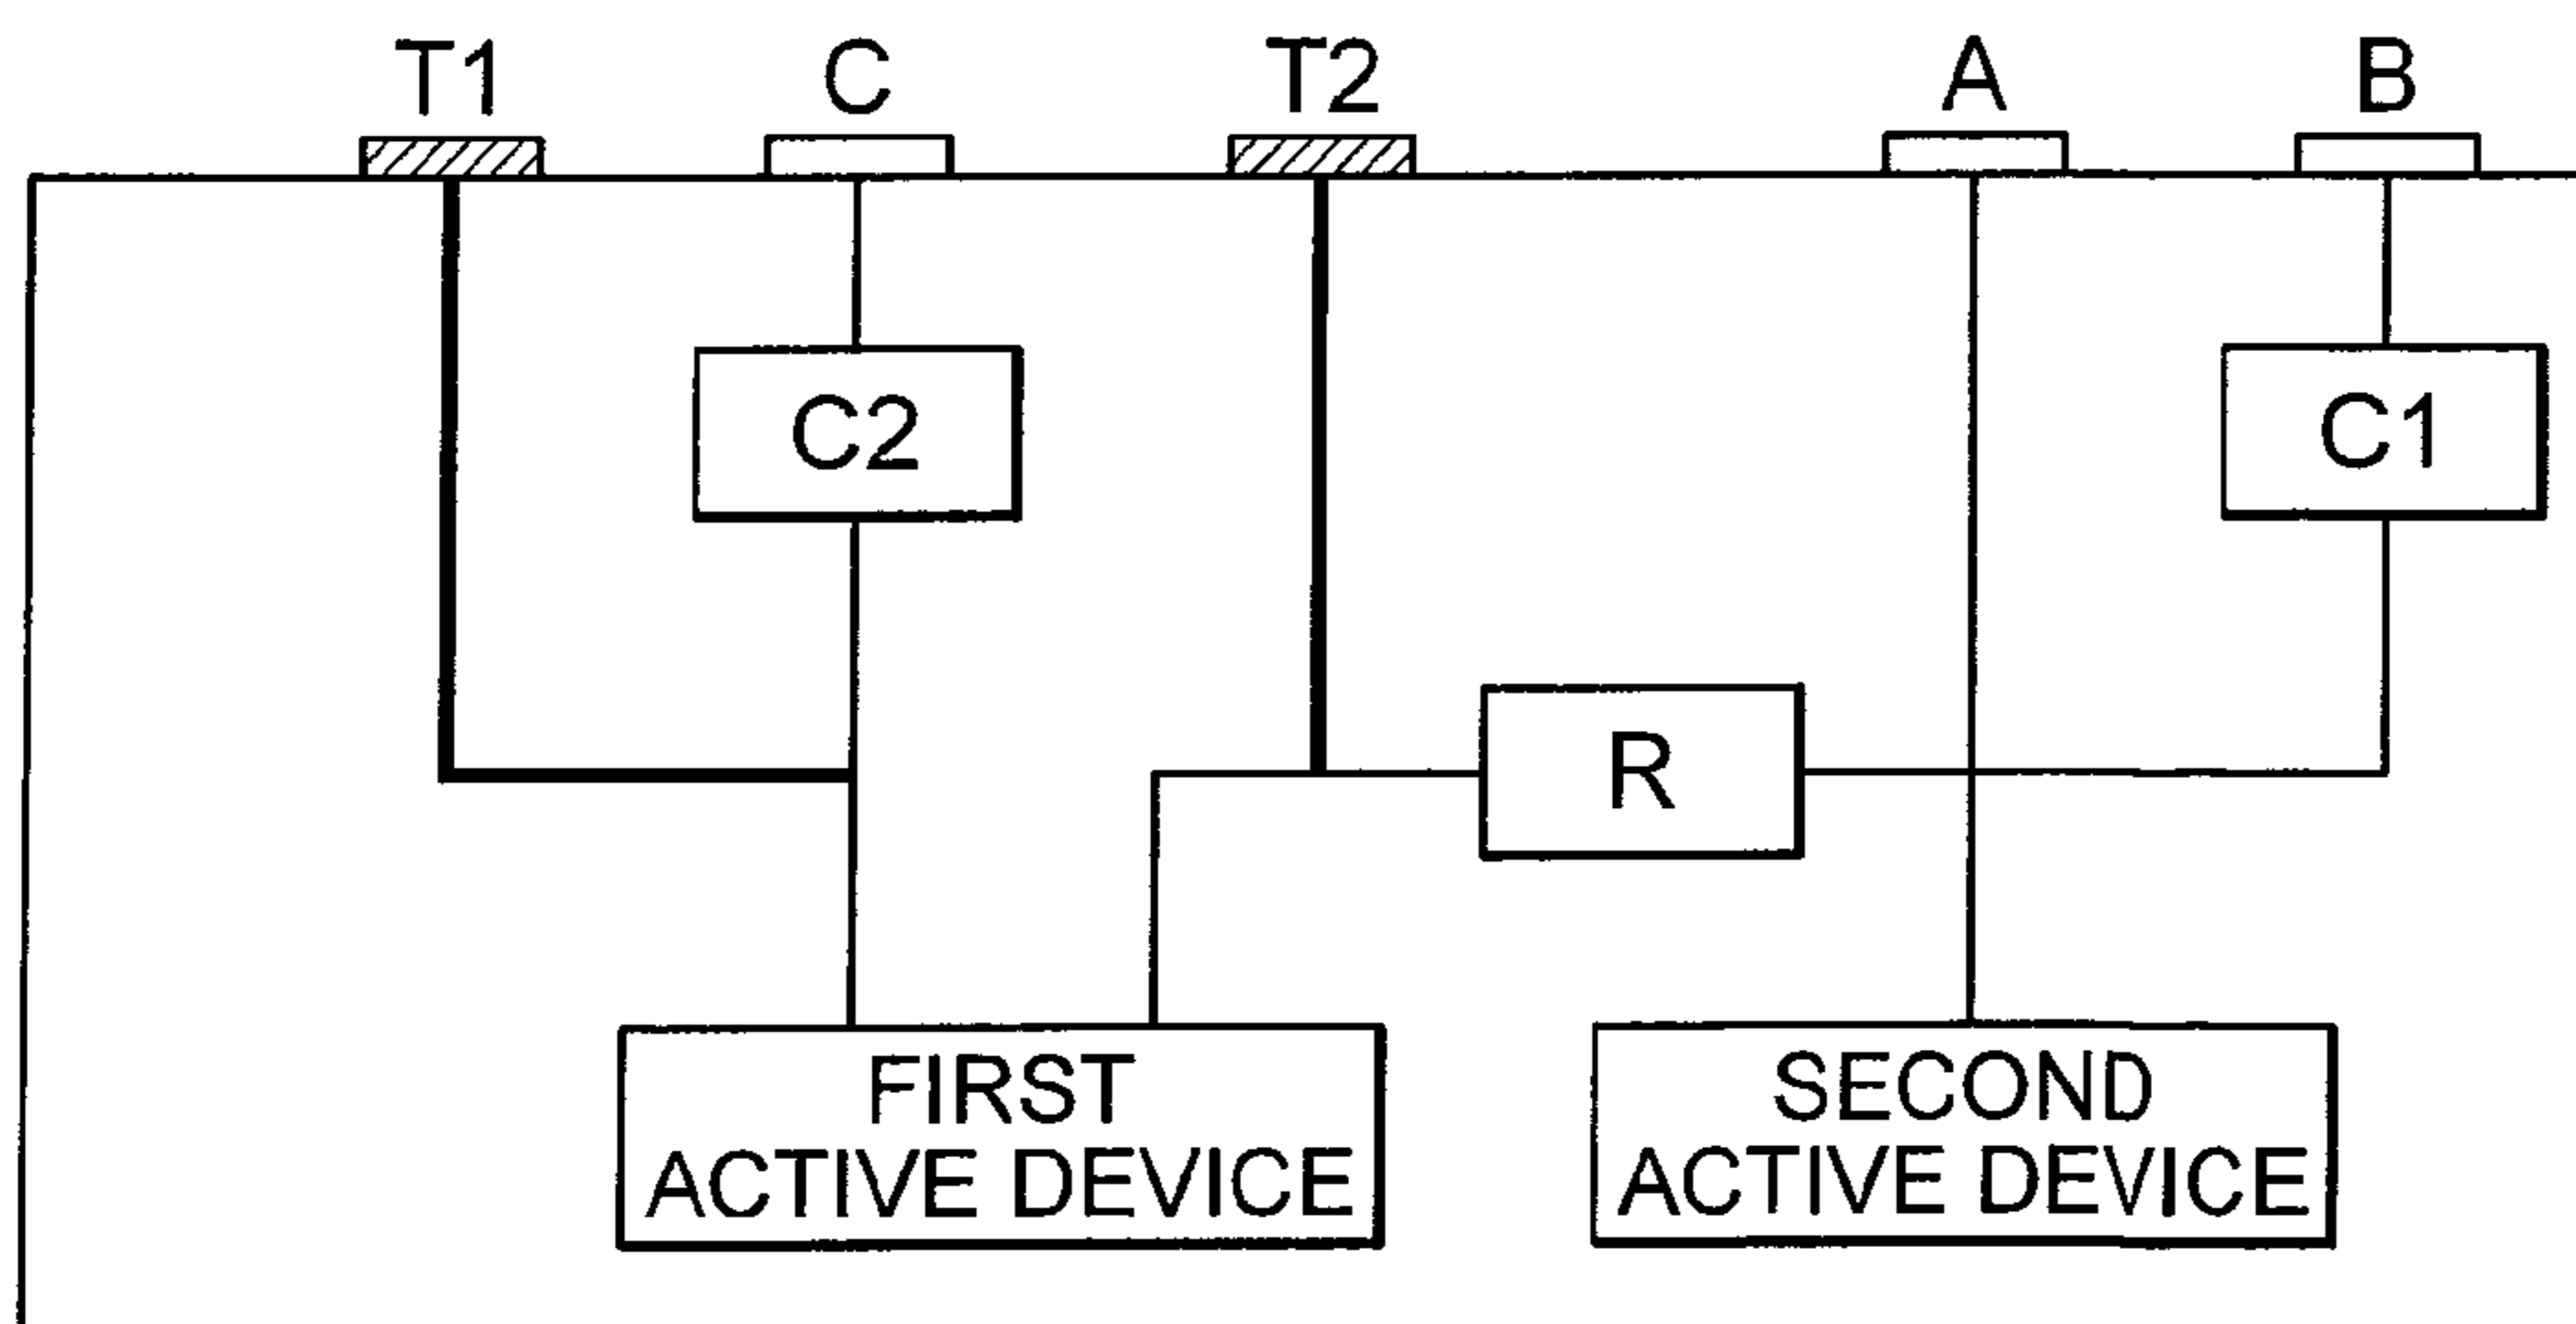 T1 C T2 A B
C2 C1
R
FIRST
ACTIVE DEVICE
SECOND
ACTIVE DEVICE